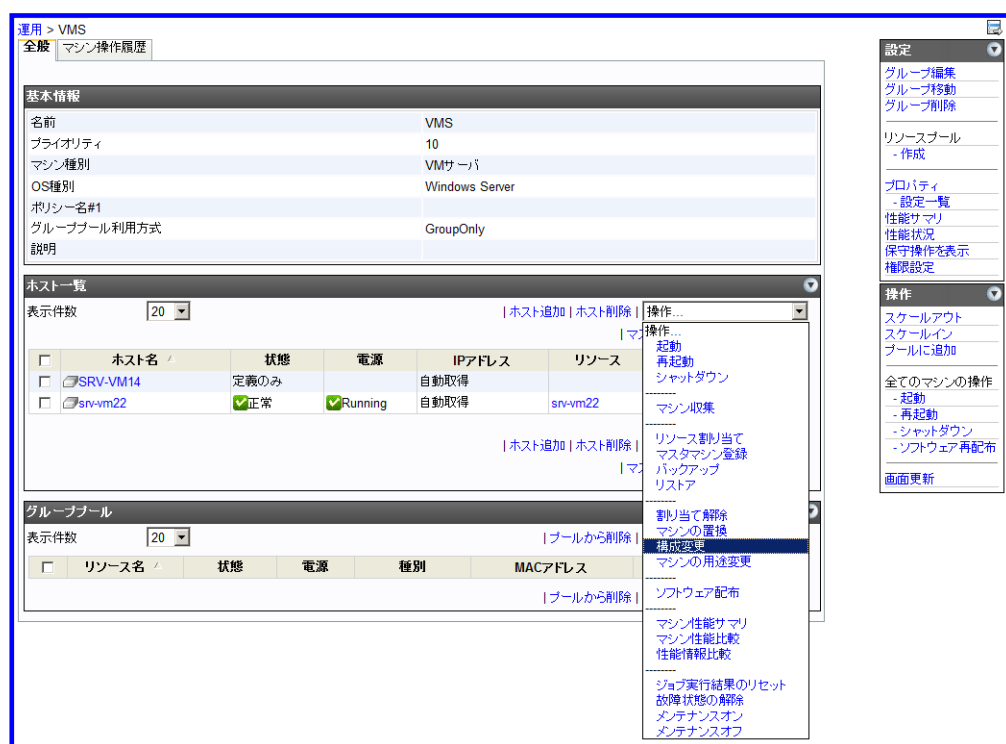 運用 > VMS
全般 マシン操作履歴
基本情報
名前 VMS
プライオリティ 10
マシン種別 VMサーバ
OS種別 Windows Server
ポリシー名#1
グループプール利用方式 GroupOnly
説明
ホスト一覧
表示件数 20 | ホスト追加 | ホスト削除 | 操作...
| マ
ホスト名 状態 電源 IPアドレス リソース
SRV-VM14 定義のみ 自動取得
srv-vm22 正常 Running 自動取得 srv-vm22
| ホスト追加 | ホスト削除 |
| マ
操作...
起動
再起動
シャットダウン
--------
マシン収集
--------
リソース割り当て
マスタマシン登録
バックアップ
リストア
--------
割り当て解除
マシンの置換
構成変更
マシンの用途変更
--------
ソフトウェア配布
--------
マシン性能サマリ
マシン性能比較
性能情報比較
--------
ジョブ実行結果のリセット
故障状態の解除
メンテナンスオン
メンテナンスオフ
グループプール
表示件数 20 | プールから削除 |
リソース名 状態 電源 種別 MACアドレス
| プールから削除 |
設定
グループ編集
グループ移動
グループ削除
リソースプール
- 作成
プロパティ
- 設定一覧
性能サマリ
性能状況
保守操作を表示
権限設定
操作
スケールアウト
スケールイン
プールに追加
全てのマシンの操作
- 起動
- 再起動
- シャットダウン
- ソフトウェア再配布
画面更新